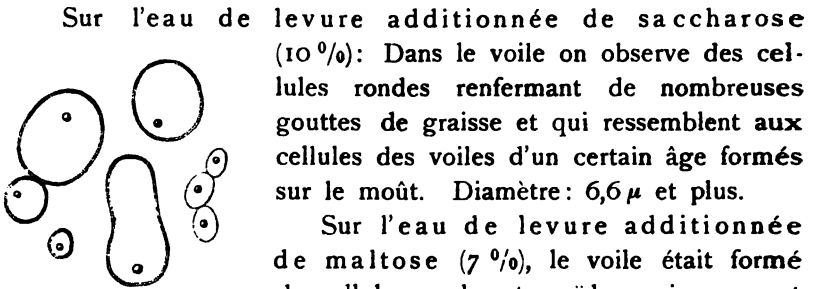 Sur l'eau de levure additionnée de saccharose
(10 %): Dans le voile on observe des cel-
lules rondes renfermant de nombreuses
gouttes de graisse et qui ressemblent aux
cellules des voiles d'un certain âge formés
sur le moût. Diamètre: 6,6 μ et plus.
Sur l'eau de levure additionnée
de maltose (7 %), le voile était formé